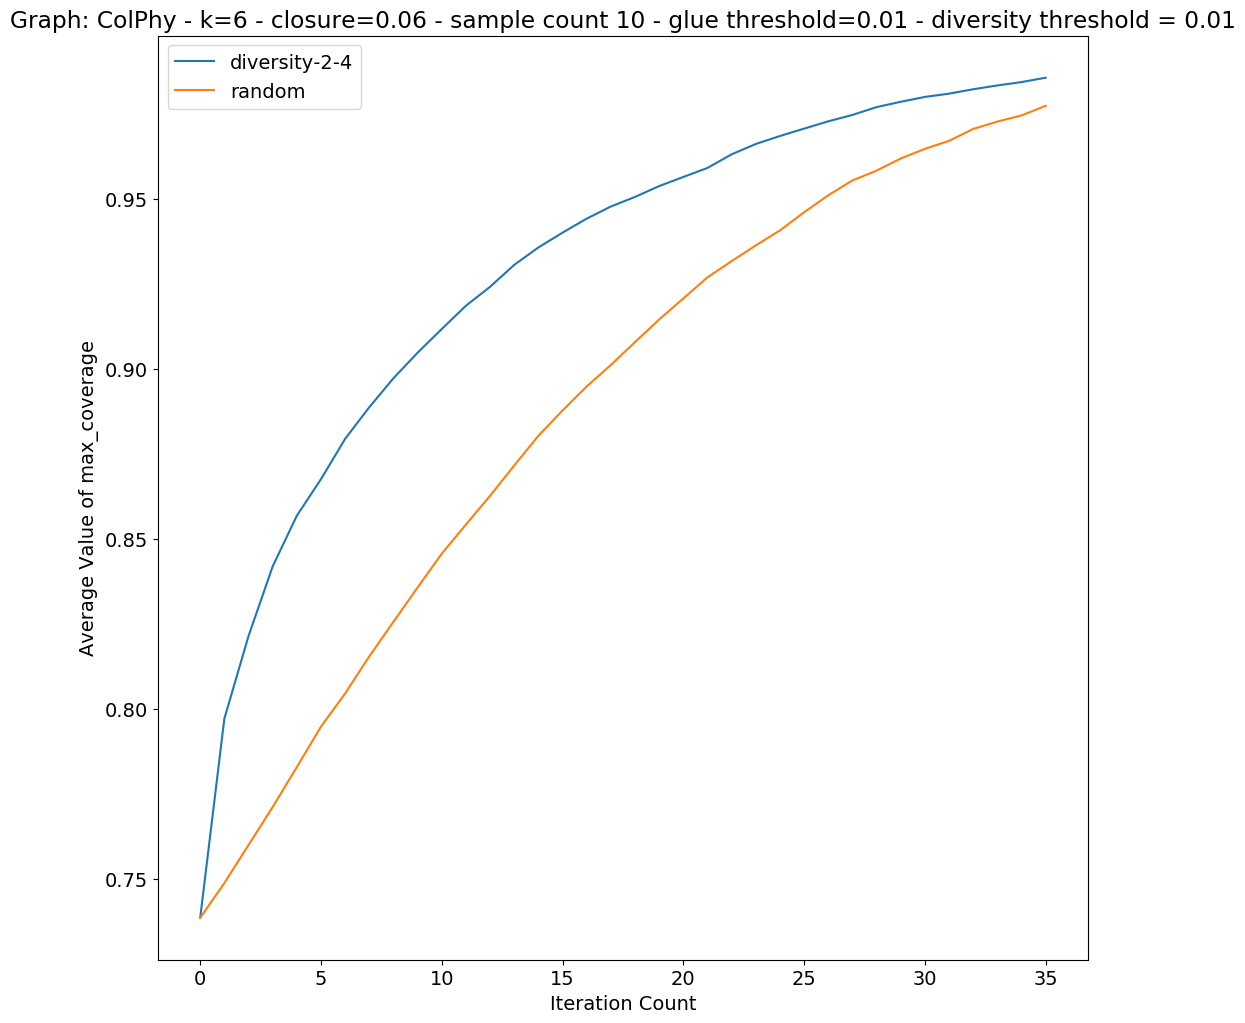 Graph: ColPhy - k=6 - closure=0.06 - sample count 10 - glue threshold=0.01 - diversity threshold = 0.01
diversity-2-4
random
0.95
0.90
0.85
0.80
0.75
Average Value of max_coverage
0 5 10 15 20 25 30 35
Iteration Count